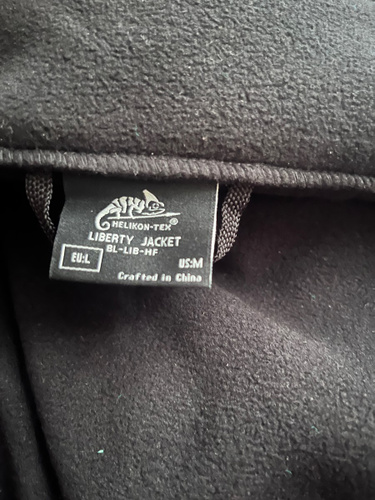 HELIKON-TEX®
LIBERTY JACKET
BL-LIB-HF
EU:L US:M
Crafted in China